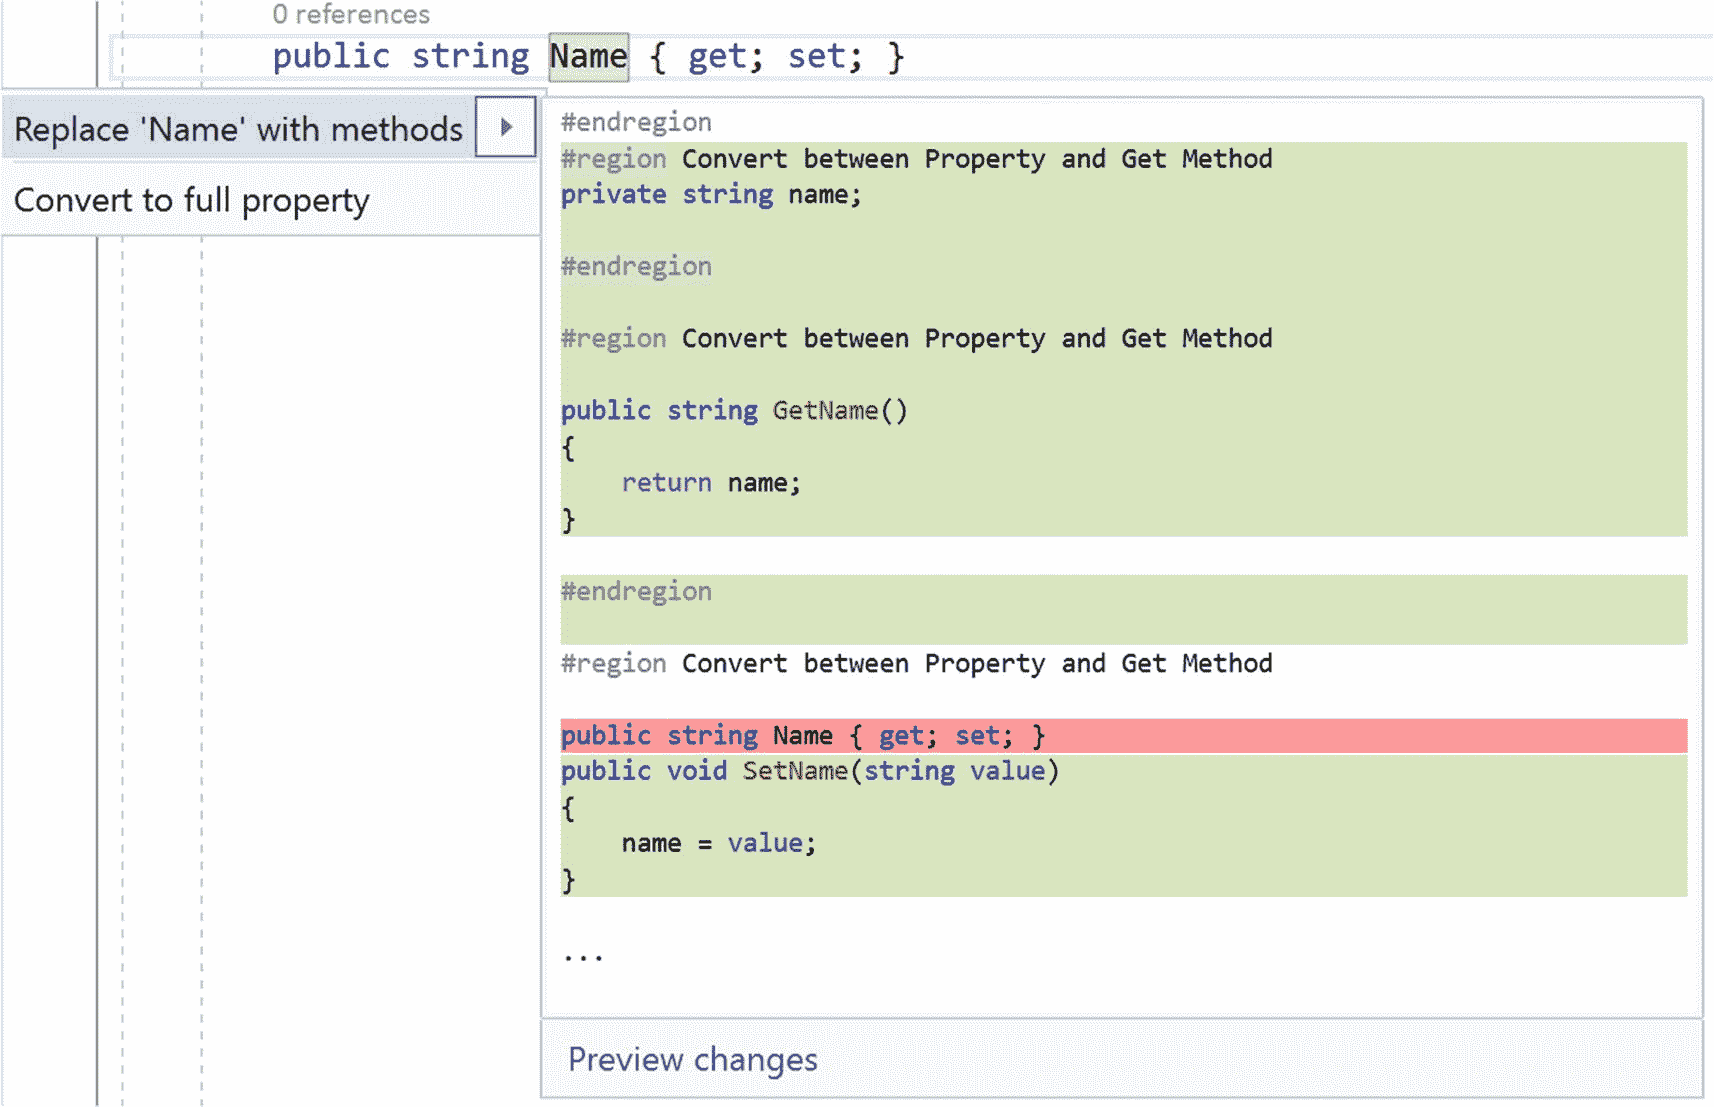 0 references
public string Name { get; set; }
Replace 'Name' with methods
Convert to full property
#endregion
#region Convert between Property and Get Method
private string name;
#endregion
#region Convert between Property and Get Method
public string GetName()
{
return name;
}
#endregion
#region Convert between Property and Get Method
public string Name { get; set; }
public void SetName(string value)
{
name = value;
}
...
Preview changes